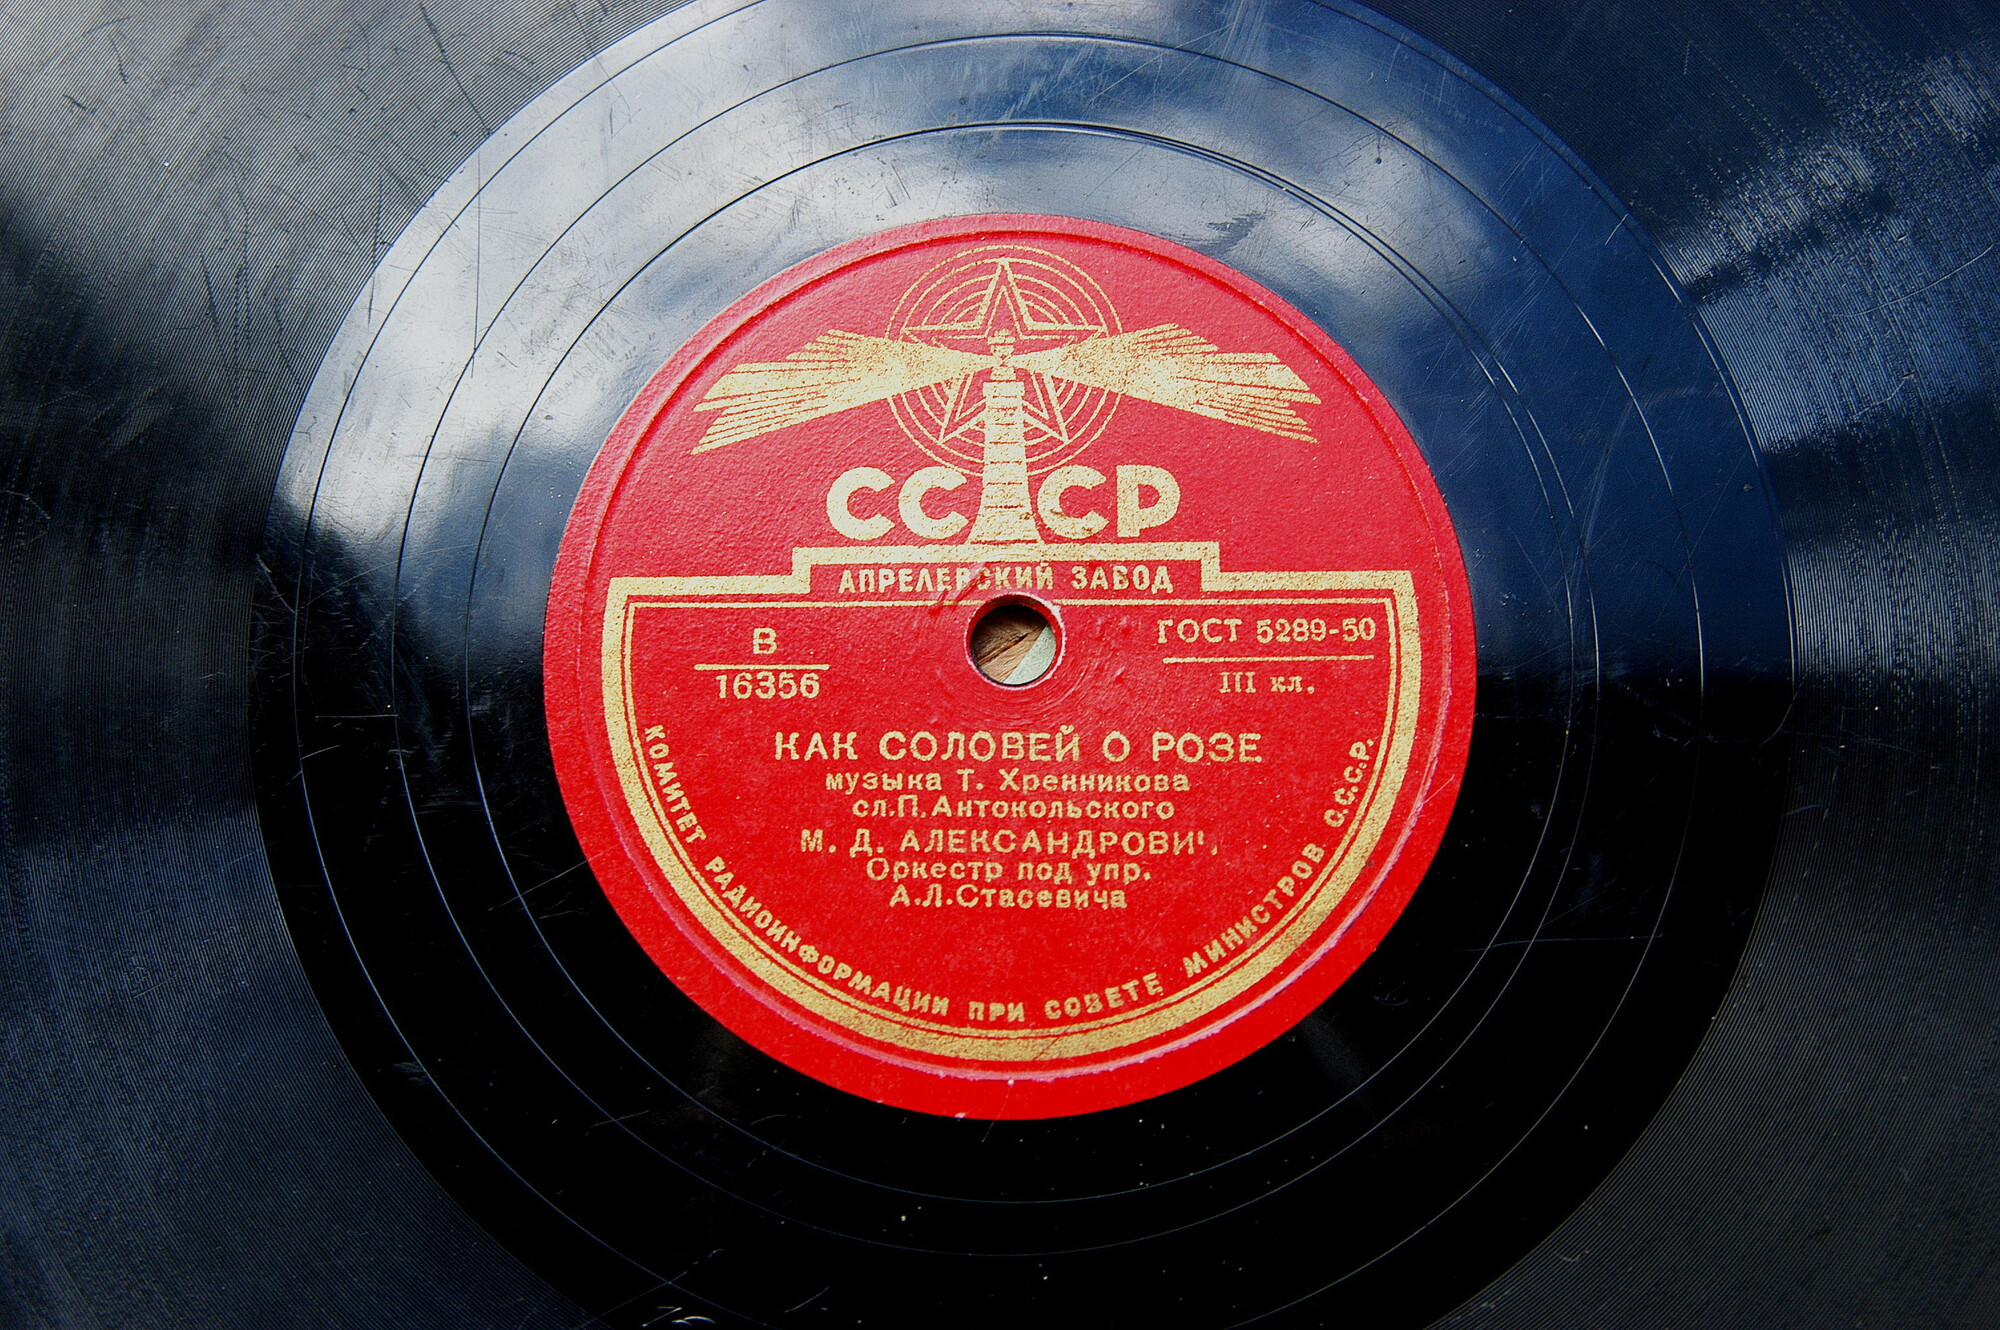 СССР
АПРЕЛЕВСКИЙ ЗАВОД
В
16356
ГОСТ 5289-50
III кл.
КАК СОЛОВЕЙ О РОЗЕ
музыка Т. Хренникова
сл.П.Антокольского
М. Д. АЛЕКСАНДРОВИЧ
Оркестр под упр.
А.Л.Стасевича
КОМИТЕТ РАДИОИНФОРМАЦИИ ПРИ СОВЕТЕ МИНИСТРОВ С.С.С.Р.